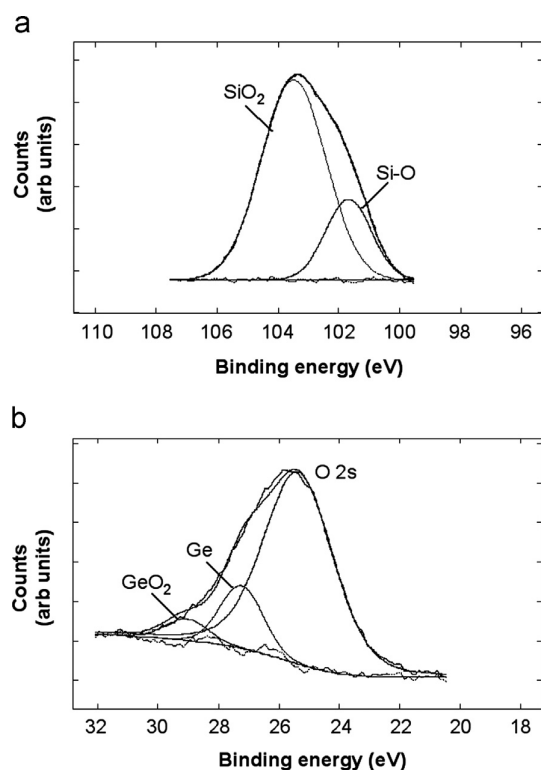 a
SiO2
Si-O
Counts
(arb units)
110 108 106 104 102 100 98 96
Binding energy (eV)
b
O 2s
Ge
GeO2
Counts
(arb units)
32 30 28 26 24 22 20 18
Binding energy (eV)